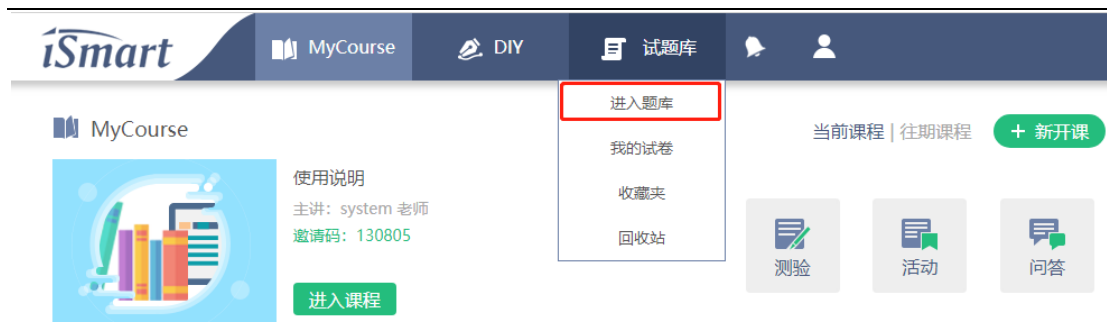 iSmart MyCourse DIY 试题库
进入题库
MyCourse 当前课程 | 往期课程 + 新开课
我的试卷
使用说明
收藏夹
主讲：system 老师
邀请码：130805
回收站
测验 活动 问答
进入课程